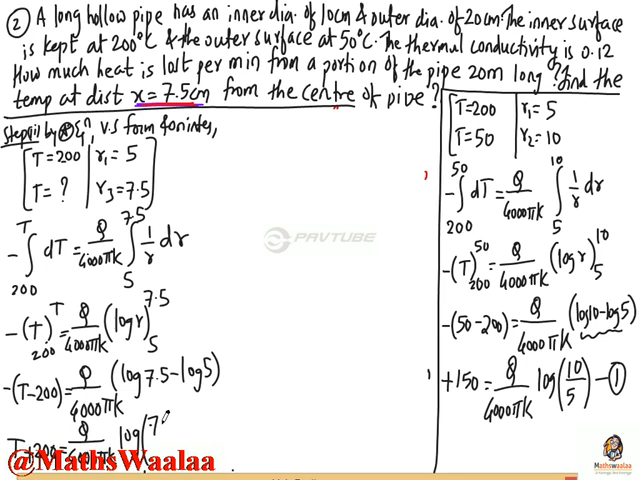 ② A long hollow pipe has an inner dia. of 10cm & outer dia. of 20cm. The inner surface
is kept at 200°C & the outer surface at 50°C. The thermal conductivity is 0.12
How much heat is lost per min from a portion of the pipe 20m long? find the
temp at dist x = 7.5cm from the centre of pipe?
Step(ii) by V.S form
T=200 | r₁ = 5
T= ? | r₃ = 7.5
-∫₂₀₀ᵀ dT = Q/4000πk ∫₅^7.5 1/r dr
-(T)₂₀₀ᵀ = Q/4000πk (log r)₅^7.5
-(T-200) = Q/4000πk (log 7.5 - log 5)
T+200 = Q/4000πk log(7.
T=200 | r₁ = 5
T=50 | r₂ = 10
-∫₂₀₀^50 dT = Q/4000πk ∫₅^10 1/r dr
-(T)₂₀₀^50 = Q/4000πk (log r)₅^10
-(50-200) = Q/4000πk (log10 - log5)
+150 = Q/4000πk log(10/5) — ①
PAVTUBE
@MathsWaalaa
Mathswaalaa